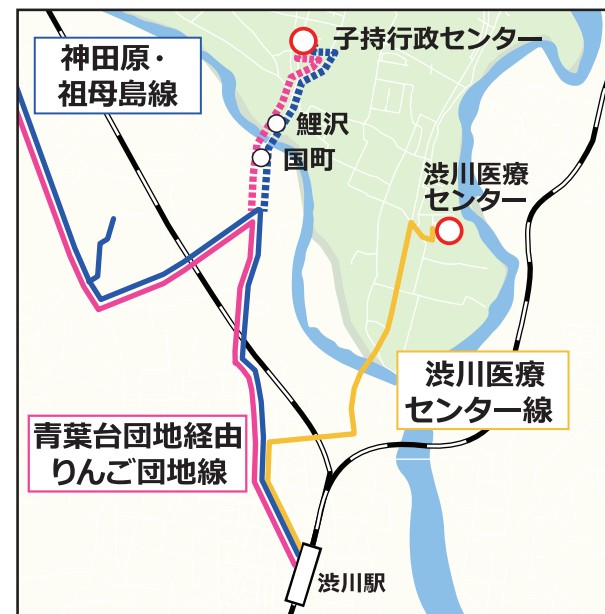 子持行政センター
神田原・
祖母島線
鯉沢
国町
渋川医療
センター
渋川医療
センター線
青葉台団地経由
りんご団地線
渋川駅